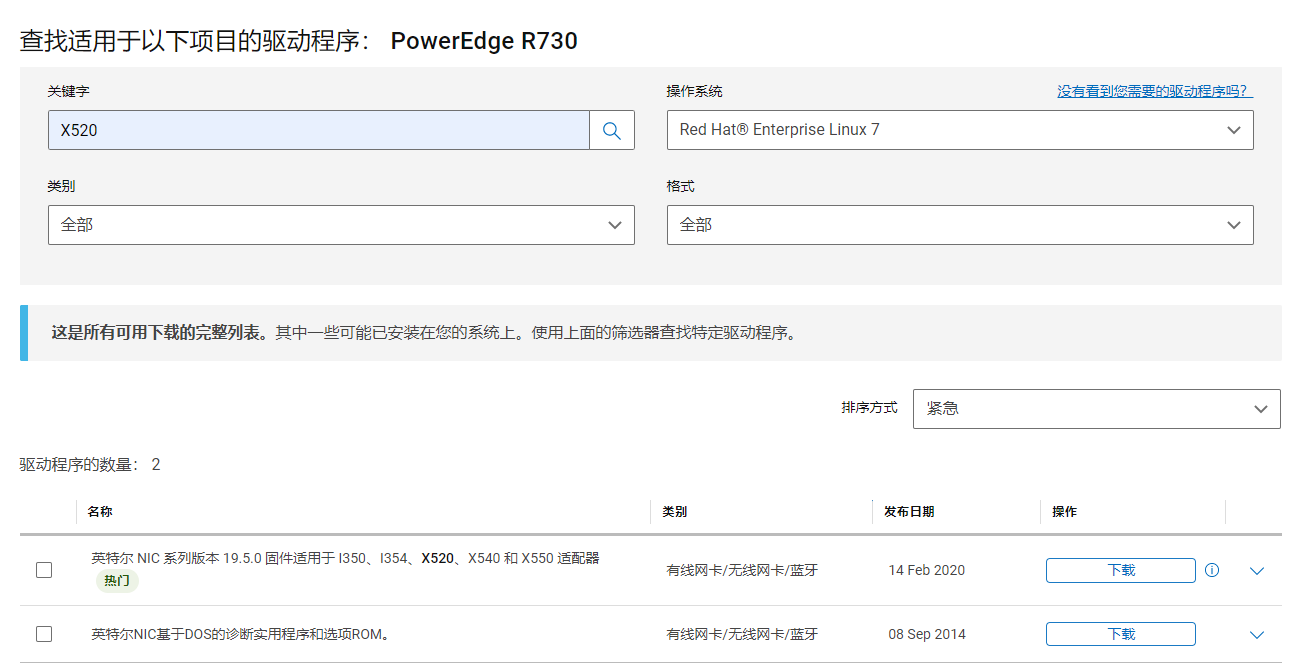 查找适用于以下项目的驱动程序： PowerEdge R730
关键字
操作系统
没有看到您需要的驱动程序吗？
X520
Red Hat® Enterprise Linux 7
类别
格式
全部
全部
这是所有可用下载的完整列表。其中一些可能已安装在您的系统上。使用上面的筛选器查找特定驱动程序。
排序方式
紧急
驱动程序的数量： 2
名称
类别
发布日期
操作
英特尔 NIC 系列版本 19.5.0 固件适用于 I350、I354、X520、X540 和 X550 适配器
热门
有线网卡/无线网卡/蓝牙
14 Feb 2020
下载
英特尔NIC基于DOS的诊断实用程序和选项ROM。
有线网卡/无线网卡/蓝牙
08 Sep 2014
下载